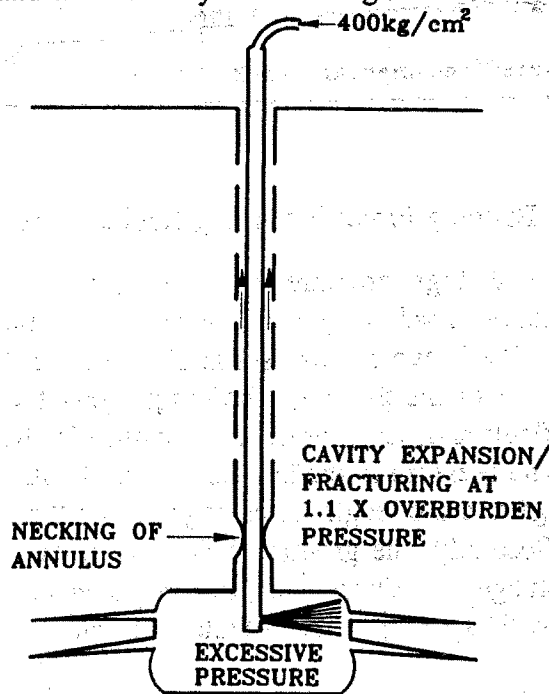 400kg/cm²
CAVITY EXPANSION/
FRACTURING AT
1.1 X OVERBURDEN
PRESSURE
NECKING OF
ANNULUS
EXCESSIVE
PRESSURE